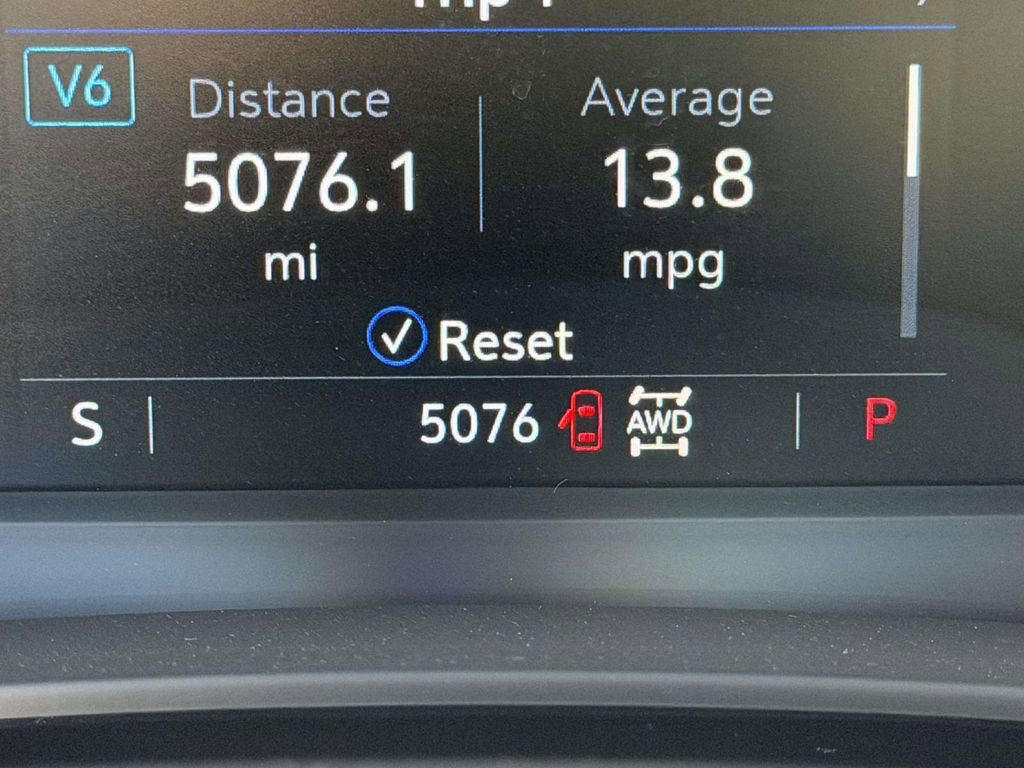 V6
Distance Average
5076.1 13.8
mi mpg
Reset
S 5076 AWD P